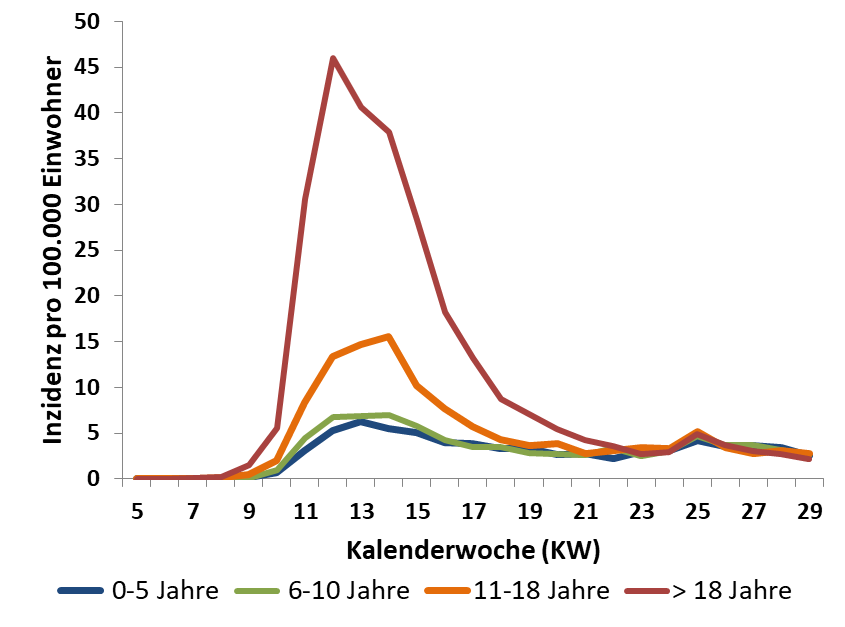 Inzidenz pro 100.000 Einwohner
50
45
40
35
30
25
20
15
10
5
0
5 7 9 11 13 15 17 19 21 23 25 27 29
Kalenderwoche (KW)
0-5 Jahre 6-10 Jahre 11-18 Jahre > 18 Jahre